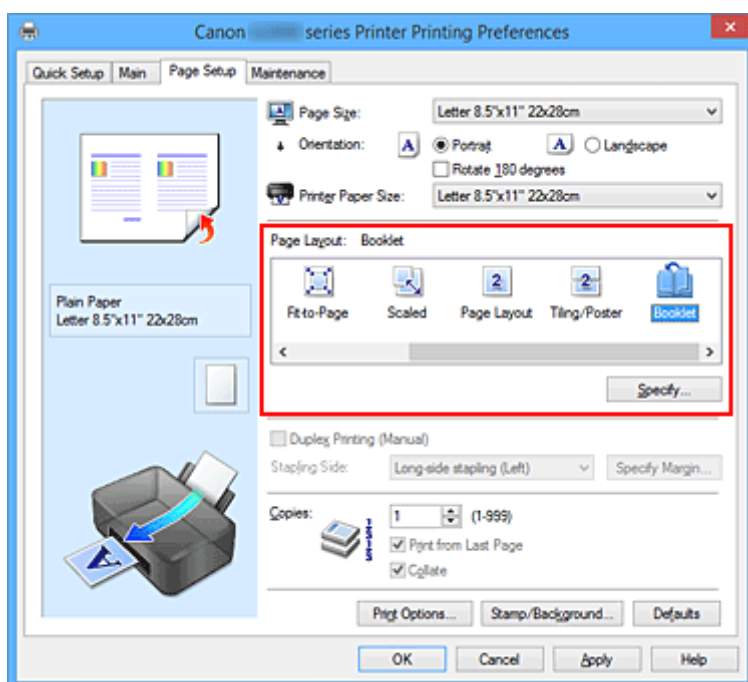 Canon series Printer Printing Preferences
Quick Setup Main Page Setup Maintenance
Page Size: Letter 8.5"x11" 22x28cm
Orientation: A Portrait A Landscape
Rotate 180 degrees
Printer Paper Size: Letter 8.5"x11" 22x28cm
Page Layout: Booklet
Fit-to-Page Scaled Page Layout Tiling/Poster Booklet
Plain Paper
Letter 8.5"x11" 22x28cm
Specify...
Duplex Printing (Manual)
Stapling Side: Long-side stapling (Left) Specify Margin...
Copies: 1 (1-999)
Print from Last Page
Collate
Print Options... Stamp/Background... Defaults
OK Cancel Apply Help